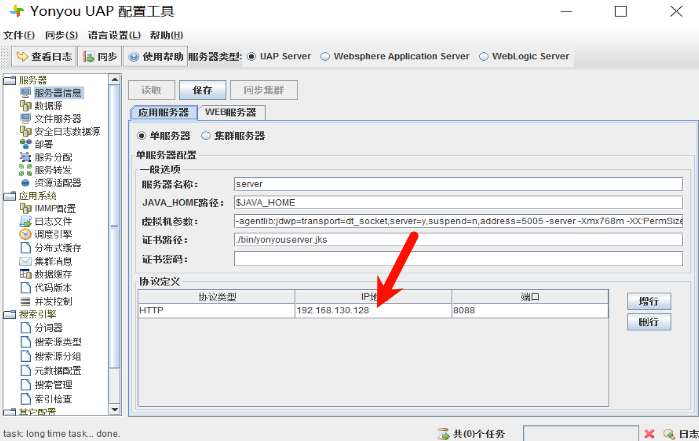 Yonyou UAP 配置工具
文件(F) 同步(S) 语言设置(L) 帮助(H)
查看日志 同步 使用帮助 服务器类型: UAP Server Websphere Application Server WebLogic Server
服务器
服务器信息
数据源
文件服务器
安全日志数据源
部署
服务分配
服务转发
资源适配器
应用系统
IMMP配置
日志文件
调度引擎
分布式缓存
集群消息
数据缓存
代码版本
并发控制
搜索引擎
分词器
搜索源类型
搜索源分组
元数据配置
搜索管理
索引检查
其它配置
读取 保存 同步集群
应用服务器 WEB服务器
单服务器 集群服务器
单服务器配置
一般选项
服务器名称: server
JAVA_HOME路径: $JAVA_HOME
虚拟机参数: -agentlib:jdwp=transport=dt_socket,server=y,suspend=n,address=5005 -server -Xmx768m -XX:PermSize
证书路径: ./bin/yonyouserver.jks
证书密码:
协议定义
协议类型 IP地 端口
HTTP 192.168.130.128 8088
增行
删行
task: long time task... done. 共(0)个任务 日志